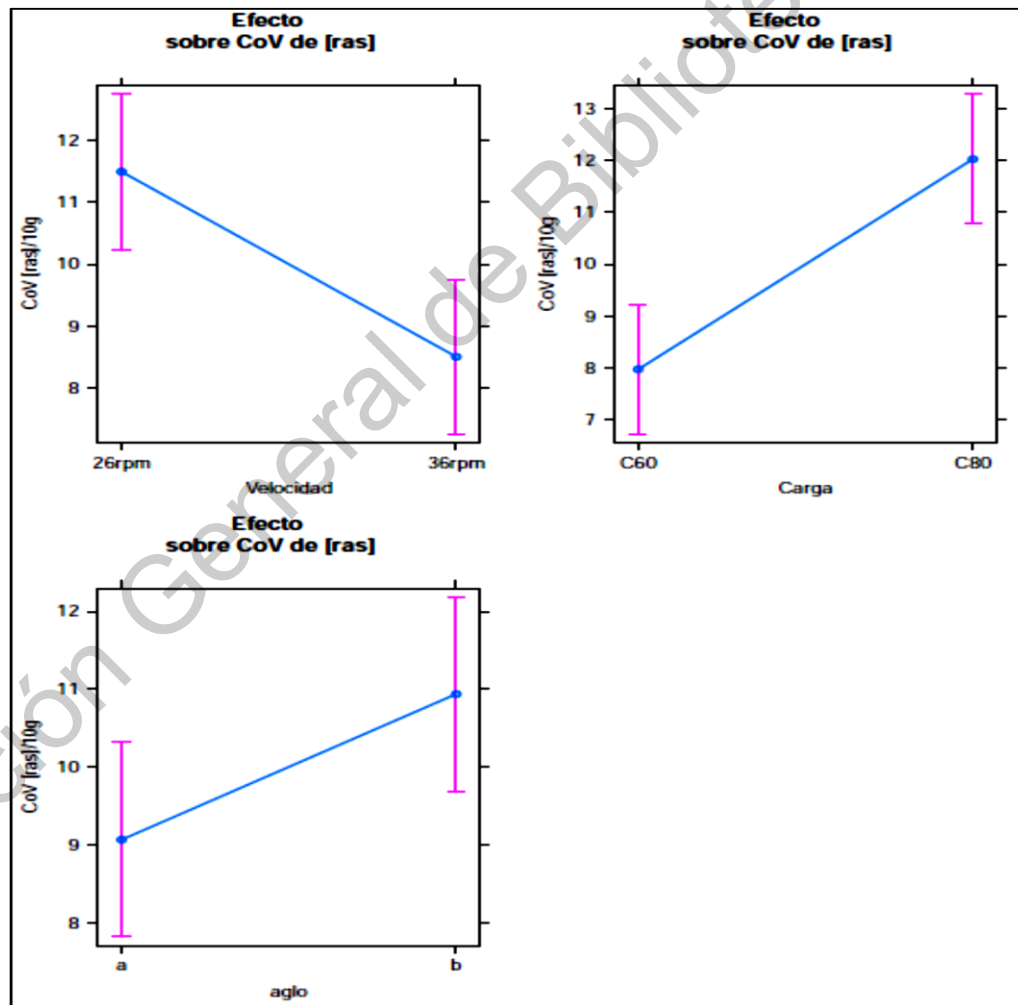 Efecto
sobre CoV de [ras]
CoV [ras]/10g
12
11
10
9
8
26rpm
36rpm
Velocidad
Efecto
sobre CoV de [ras]
CoV [ras]/10g
13
12
11
10
9
8
7
C60
C80
Carga
Efecto
sobre CoV de [ras]
CoV [ras]/10g
12
11
10
9
8
a
b
aglo
ción General de Bibliote